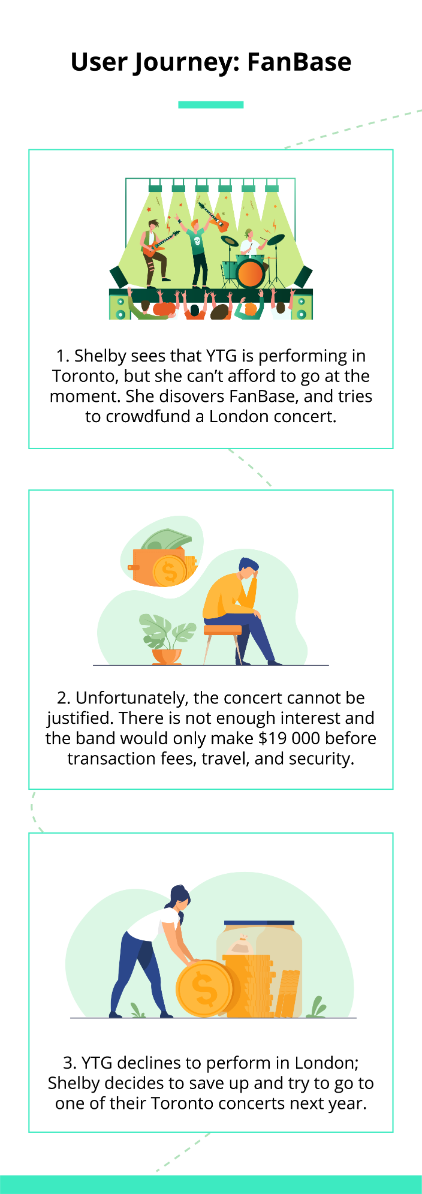 User Journey: FanBase
1. Shelby sees that YTG is performing in
Toronto, but she can't afford to go at the
moment. She disovers FanBase, and tries
to crowdfund a London concert.
2. Unfortunately, the concert cannot be
justified. There is not enough interest and
the band would only make $19 000 before
transaction fees, travel, and security.
3. YTG declines to perform in London;
Shelby decides to save up and try to go to
one of their Toronto concerts next year.